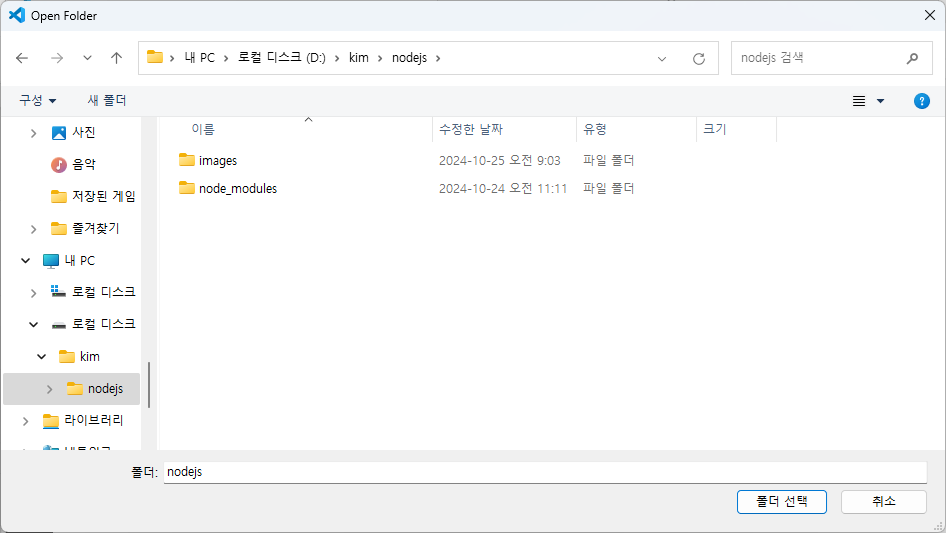 Open Folder
내 PC › 로컬 디스크 (D:) › kim › nodejs ›
nodejs 검색
구성
새 폴더
이름
수정한 날짜
유형
크기
images
2024-10-25 오전 9:03
파일 폴더
node_modules
2024-10-24 오전 11:11
파일 폴더
사진
음악
저장된 게임
즐겨찾기
내 PC
로컬 디스크
로컬 디스크
kim
nodejs
라이브러리
폴더:
nodejs
폴더 선택
취소